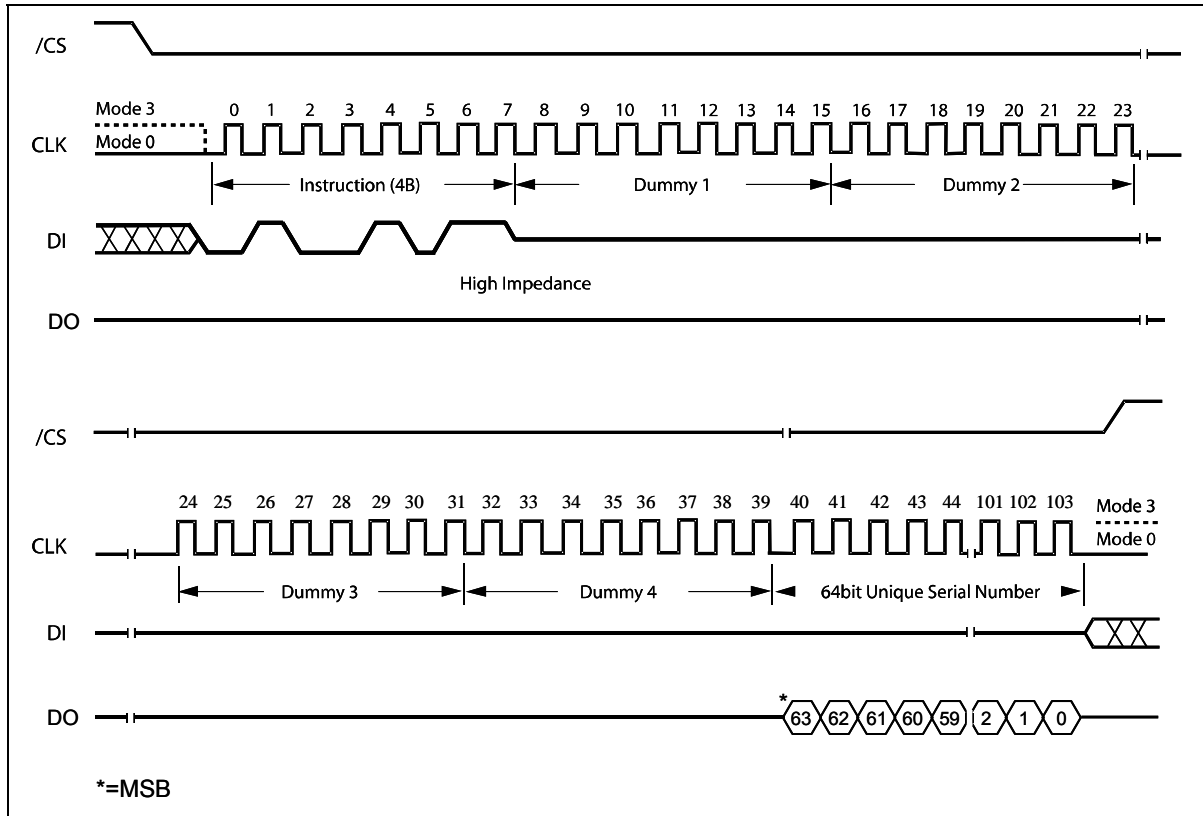 /CS
Mode 3
0 1 2 3 4 5 6 7 8 9 10 11 12 13 14 15 16 17 18 19 20 21 22 23
CLK
Mode 0
Instruction (4B) Dummy 1 Dummy 2
DI
High Impedance
DO
/CS
24 25 26 27 28 29 30 31 32 33 34 35 36 37 38 39 40 41 42 43 44 101 102 103
Mode 3
CLK
Mode 0
Dummy 3 Dummy 4 64bit Unique Serial Number
DI
*
DO 63 62 61 60 59 2 1 0
*=MSB